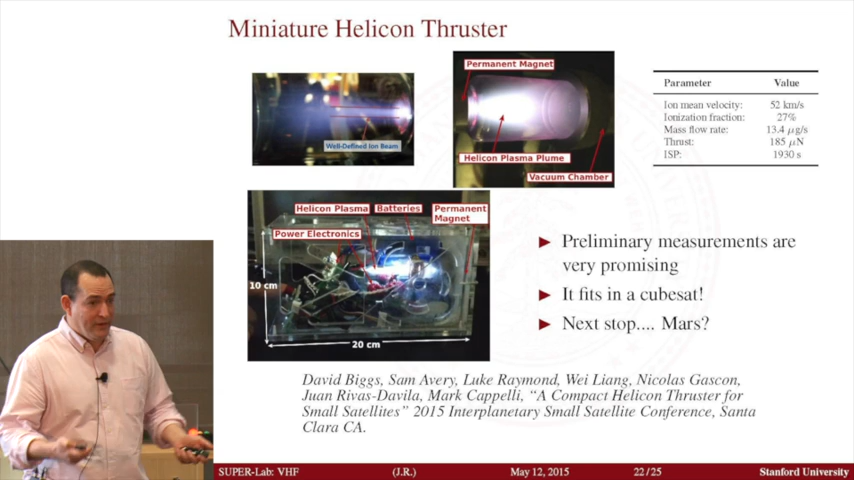 Miniature Helicon Thruster
Permanent Magnet
Well-Defined Ion Beam
Helicon Plasma Plume
Vacuum Chamber
Parameter Value
Ion mean velocity: 52 km/s
Ionization fraction: 27%
Mass flow rate: 13.4 μg/s
Thrust: 185 μN
ISP: 1930 s
Helicon Plasma Batteries Permanent
Magnet
Power Electronics
10 cm
20 cm
► Preliminary measurements are
very promising
► It fits in a cubesat!
► Next stop.... Mars?
David Biggs, Sam Avery, Luke Raymond, Wei Liang, Nicolas Gascon,
Juan Rivas-Davila, Mark Cappelli, “A Compact Helicon Thruster for
Small Satellites” 2015 Interplanetary Small Satellite Conference, Santa
Clara CA.
SUPER-Lab: VHF (J.R.) May 12, 2015 22/25 Stanford University